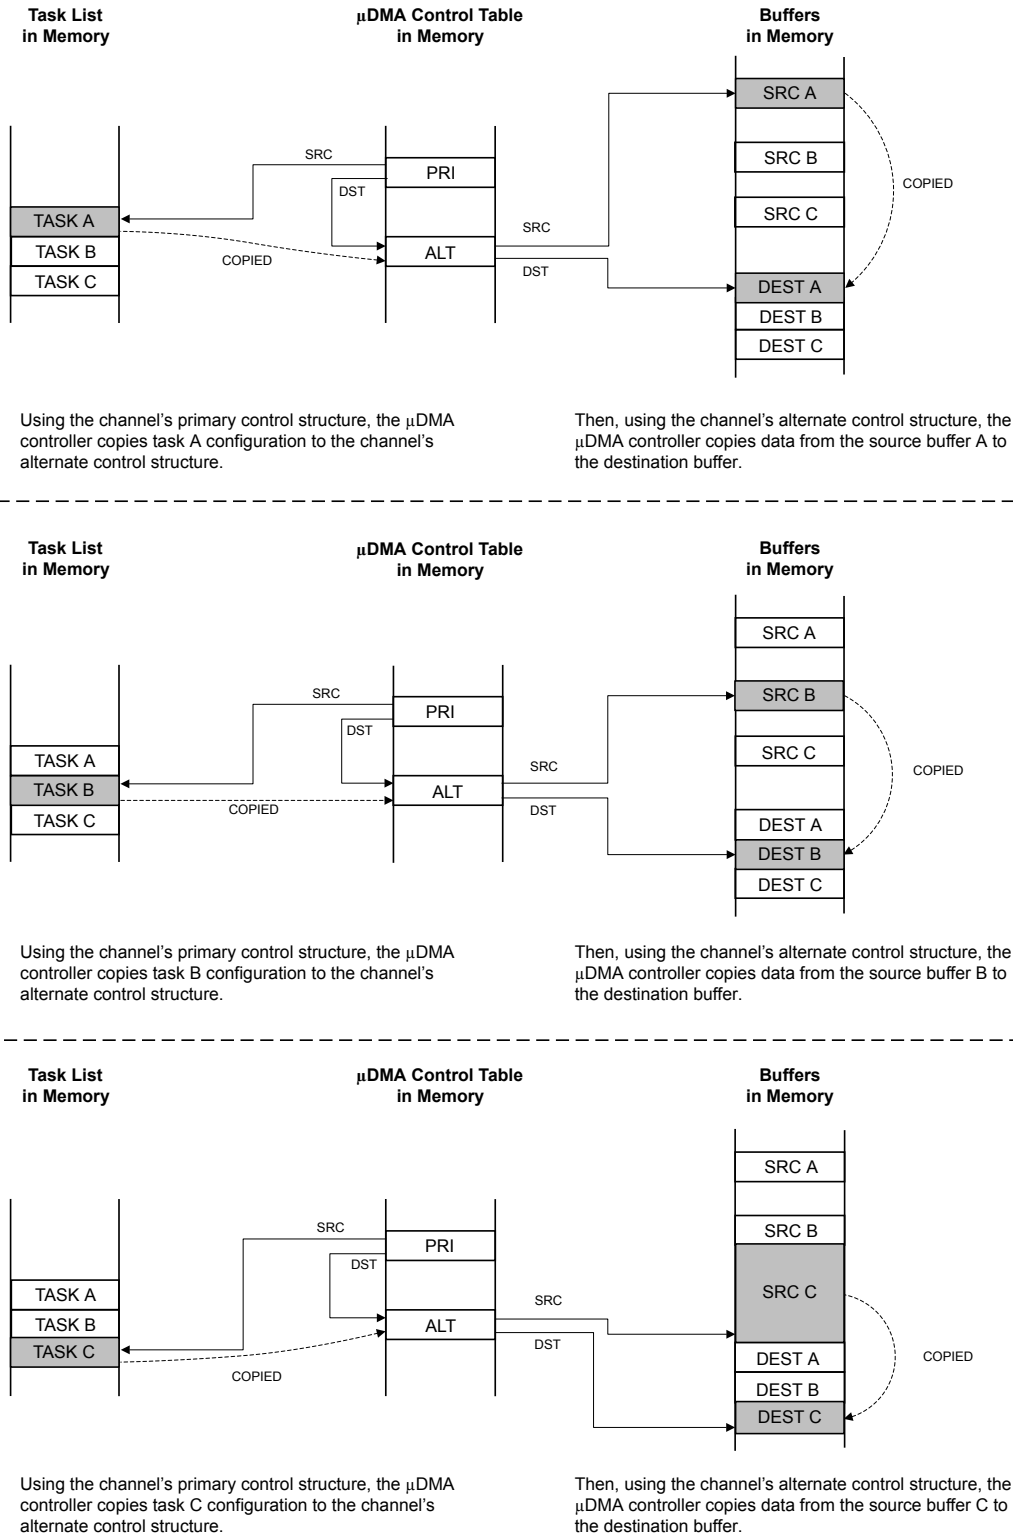 Task List
in Memory
μDMA Control Table
in Memory
Buffers
in Memory
SRC A
SRC B
SRC C
DEST A
DEST B
DEST C
COPIED
SRC
PRI
DST
ALT
TASK A
TASK B
TASK C
COPIED
SRC
DST
Using the channel's primary control structure, the μDMA
controller copies task A configuration to the channel's
alternate control structure.
Then, using the channel's alternate control structure, the
μDMA controller copies data from the source buffer A to
the destination buffer.
Task List
in Memory
μDMA Control Table
in Memory
Buffers
in Memory
SRC A
SRC B
SRC C
DEST A
DEST B
DEST C
COPIED
SRC
PRI
DST
ALT
TASK A
TASK B
TASK C
COPIED
SRC
DST
Using the channel's primary control structure, the μDMA
controller copies task B configuration to the channel's
alternate control structure.
Then, using the channel's alternate control structure, the
μDMA controller copies data from the source buffer B to
the destination buffer.
Task List
in Memory
μDMA Control Table
in Memory
Buffers
in Memory
SRC A
SRC B
SRC C
DEST A
DEST B
DEST C
COPIED
SRC
PRI
DST
ALT
TASK A
TASK B
TASK C
COPIED
SRC
DST
Using the channel's primary control structure, the μDMA
controller copies task C configuration to the channel's
alternate control structure.
Then, using the channel's alternate control structure, the
μDMA controller copies data from the source buffer C to
the destination buffer.